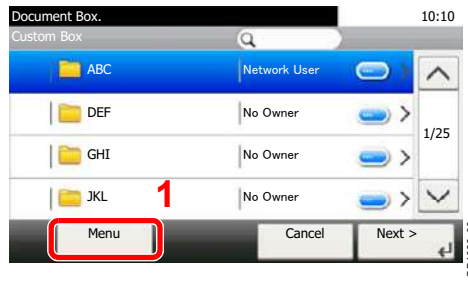 Document Box. 10:10
Custom Box
ABC Network User
DEF No Owner
1/25
GHI No Owner
JKL 1 No Owner
Menu Cancel Next >